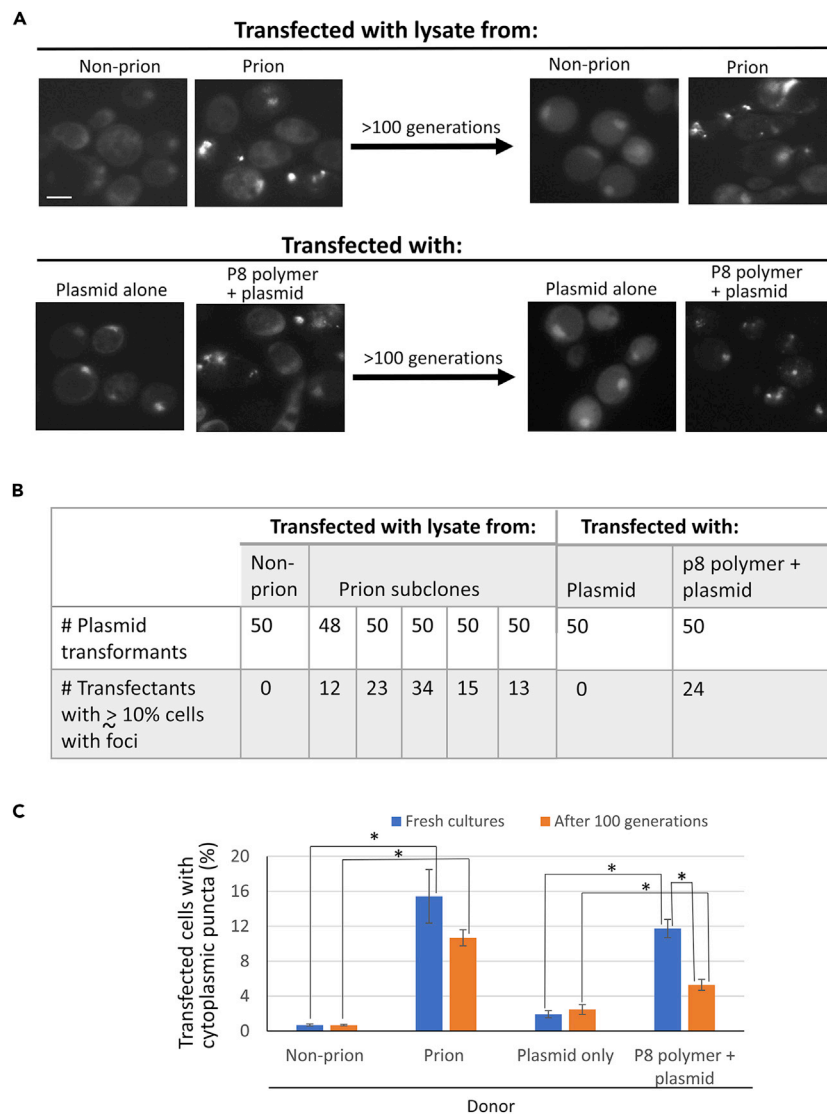 A
Transfected with lysate from:
Non-prion Prion >100 generations Non-prion Prion
Transfected with:
Plasmid alone P8 polymer + plasmid >100 generations Plasmid alone P8 polymer + plasmid
B
Transfected with lysate from: Transfected with:
Non-prion Prion subclones Plasmid p8 polymer + plasmid
# Plasmid transformants 50 48 50 50 50 50 50 50
# Transfectants with ≳ 10% cells with foci 0 12 23 34 15 13 0 24
C
Fresh cultures After 100 generations
Transfected cells with cytoplasmic puncta (%)
* * * * *
20
16
12
8
4
0
Non-prion Prion Plasmid only P8 polymer + plasmid
Donor